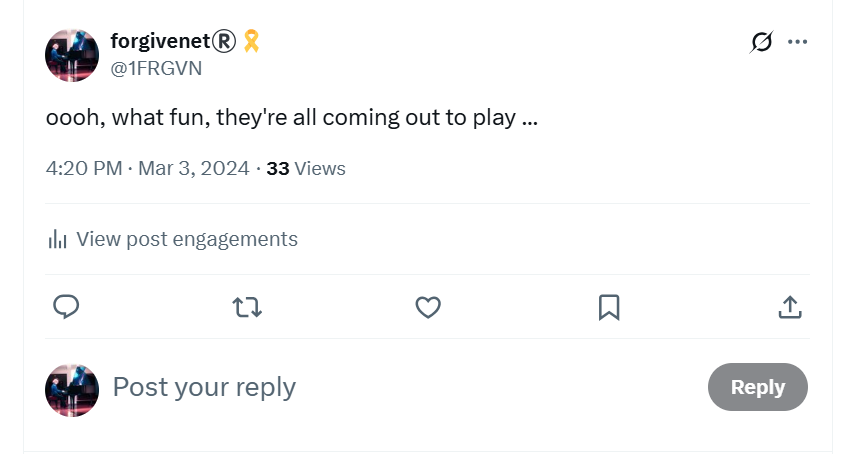 forgivenet®🎗
@1FRGVN
oooh, what fun, they're all coming out to play ...
4:20 PM · Mar 3, 2024 · 33 Views
View post engagements
Post your reply
Reply